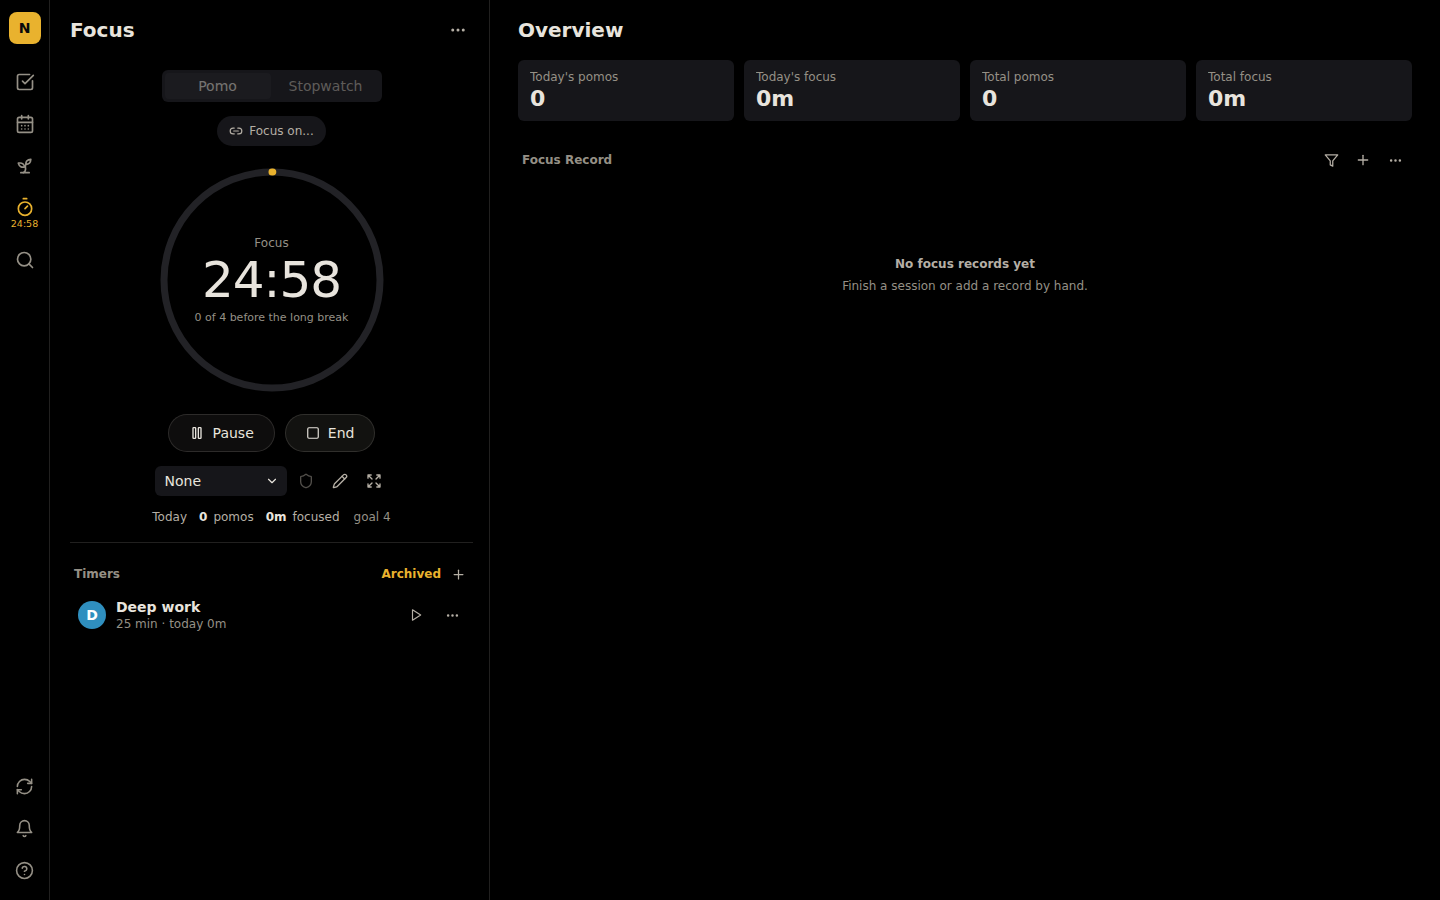 N
24:58
Focus
Pomo
Stopwatch
Focus on...
Focus
24:58
0 of 4 before the long break
Pause
End
None
Today 0 pomos 0m focused goal 4
Timers
Archived
D
Deep work
25 min · today 0m
Overview
Today's pomos
0
Today's focus
0m
Total pomos
0
Total focus
0m
Focus Record
No focus records yet
Finish a session or add a record by hand.